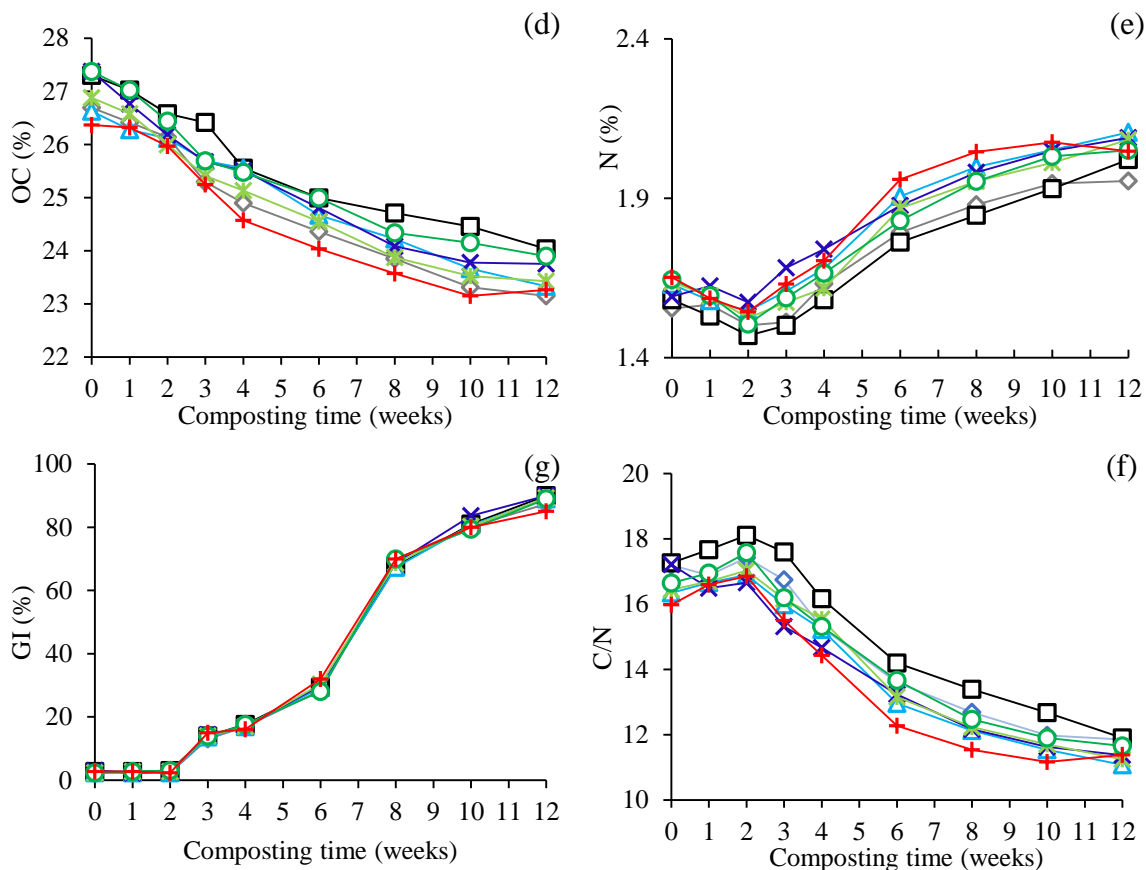 (d)
28
27
26
25
24
23
22
OC (%)
0 1 2 3 4 5 6 7 8 9 10 11 12
Composting time (weeks)
(e)
2.4
1.9
1.4
N (%)
0 1 2 3 4 5 6 7 8 9 10 11 12
Composting time (weeks)
(g)
100
80
60
40
20
0
GI (%)
0 1 2 3 4 5 6 7 8 9 10 11 12
Composting time (weeks)
(f)
20
18
16
14
12
10
C/N
0 1 2 3 4 5 6 7 8 9 10 11 12
Composting time (weeks)